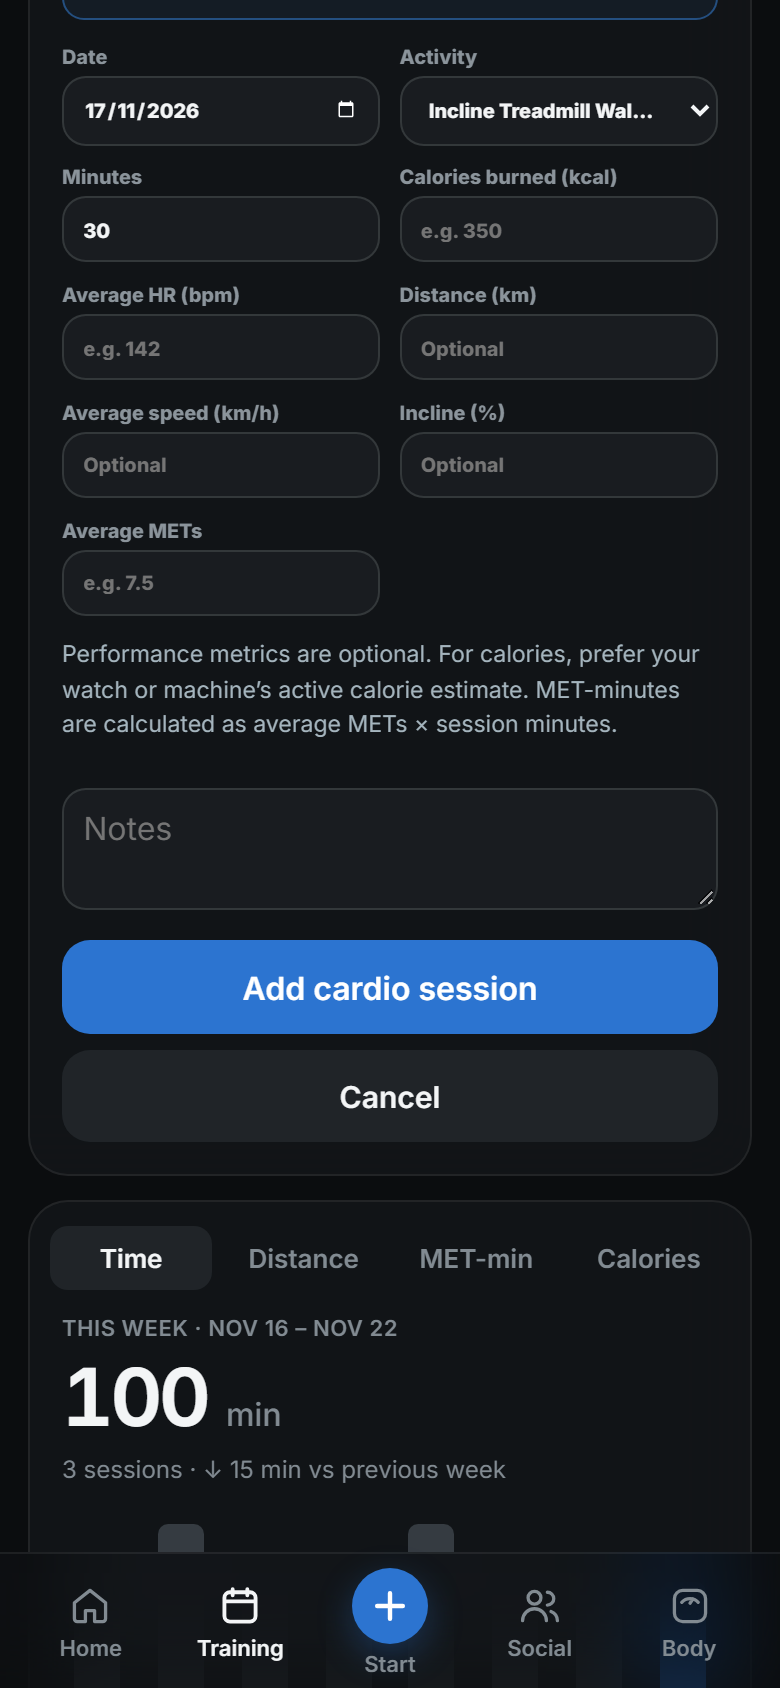 Date
Activity
17/11/2026
Incline Treadmill Wal...
Minutes
Calories burned (kcal)
30
e.g. 350
Average HR (bpm)
Distance (km)
e.g. 142
Optional
Average speed (km/h)
Incline (%)
Optional
Optional
Average METs
e.g. 7.5
Performance metrics are optional. For calories, prefer your
watch or machine’s active calorie estimate. MET-minutes
are calculated as average METs × session minutes.
Notes
Add cardio session
Cancel
Time
Distance
MET-min
Calories
THIS WEEK · NOV 16 – NOV 22
100 min
3 sessions · ↓ 15 min vs previous week
Home
Training
Start
Social
Body